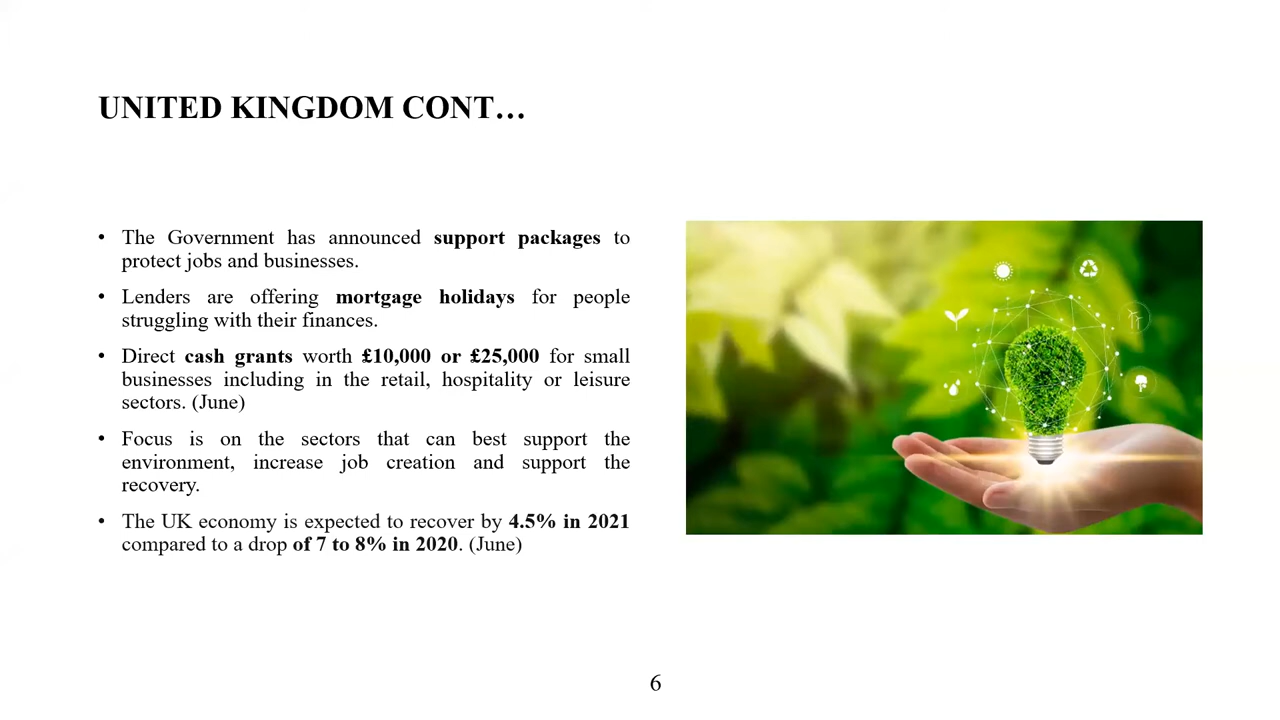 UNITED KINGDOM CONT…
• The Government has announced support packages to
protect jobs and businesses.
• Lenders are offering mortgage holidays for people
struggling with their finances.
• Direct cash grants worth £10,000 or £25,000 for small
businesses including in the retail, hospitality or leisure
sectors. (June)
• Focus is on the sectors that can best support the
environment, increase job creation and support the
recovery.
• The UK economy is expected to recover by 4.5% in 2021
compared to a drop of 7 to 8% in 2020. (June)
6